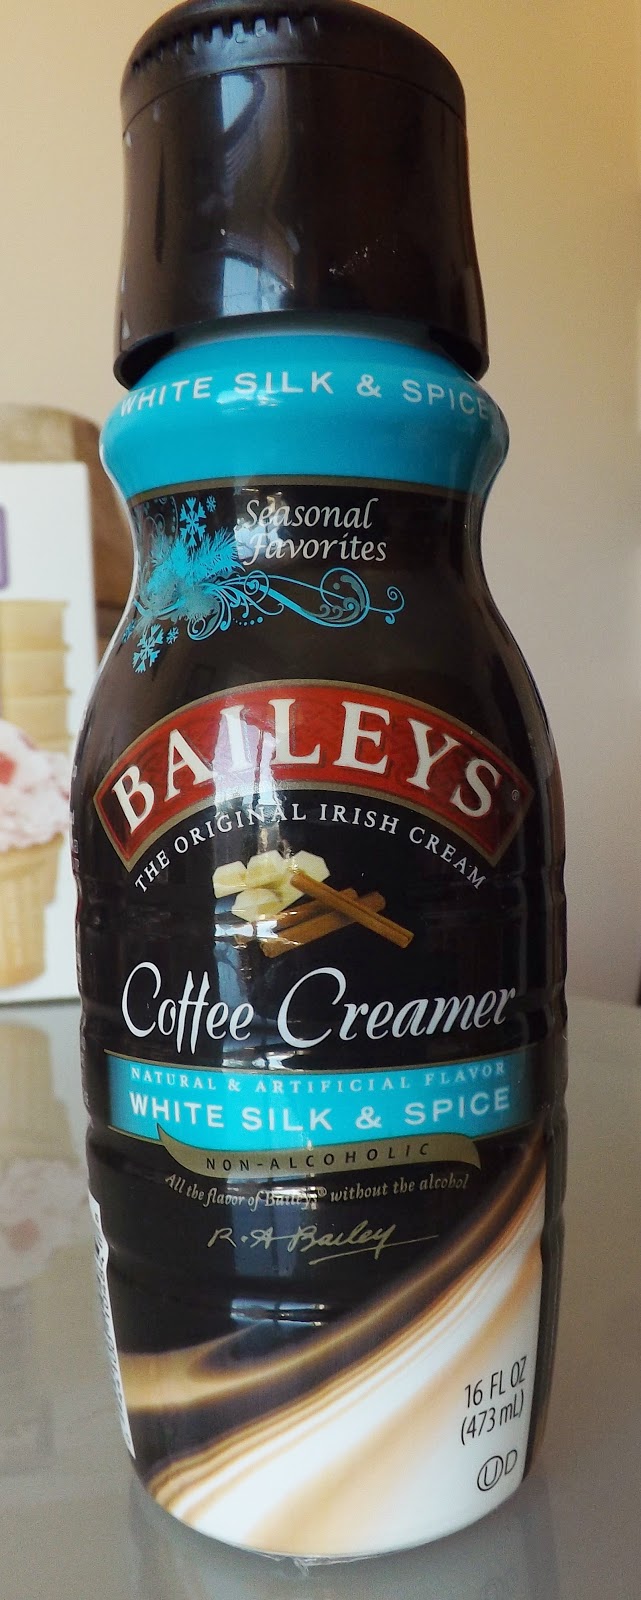 WHITE SILK & SPICE
Seasonal
Favorites
BAILEYS®
THE ORIGINAL IRISH CREAM
Coffee Creamer
NATURAL & ARTIFICIAL FLAVOR
WHITE SILK & SPICE
NON-ALCOHOLIC
All the flavor of Baileys® without the alcohol
R.A Bailey
16 FL OZ
(473 mL)
U D